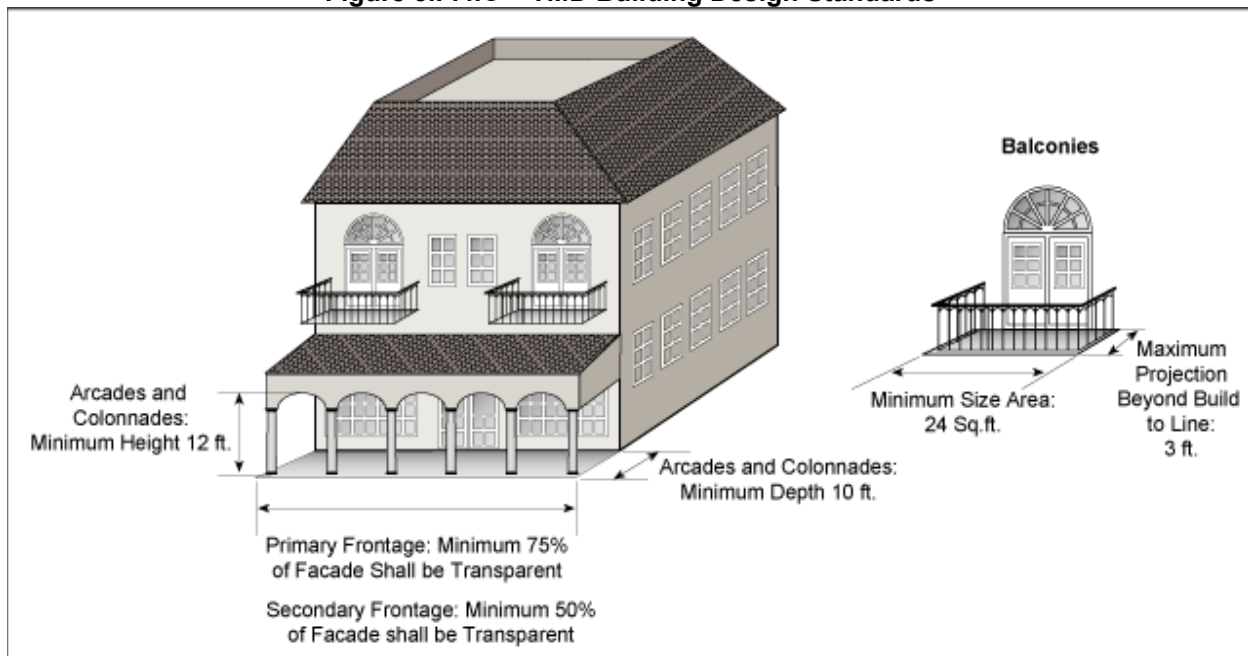 Balconies
Arcades and
Colonnades:
Minimum Height 12 ft.
Arcades and Colonnades:
Minimum Depth 10 ft.
Minimum Size Area:
24 Sq.ft.
Maximum
Projection
Beyond Build
to Line:
3 ft.
Primary Frontage: Minimum 75%
of Facade Shall be Transparent
Secondary Frontage: Minimum 50%
of Facade shall be Transparent